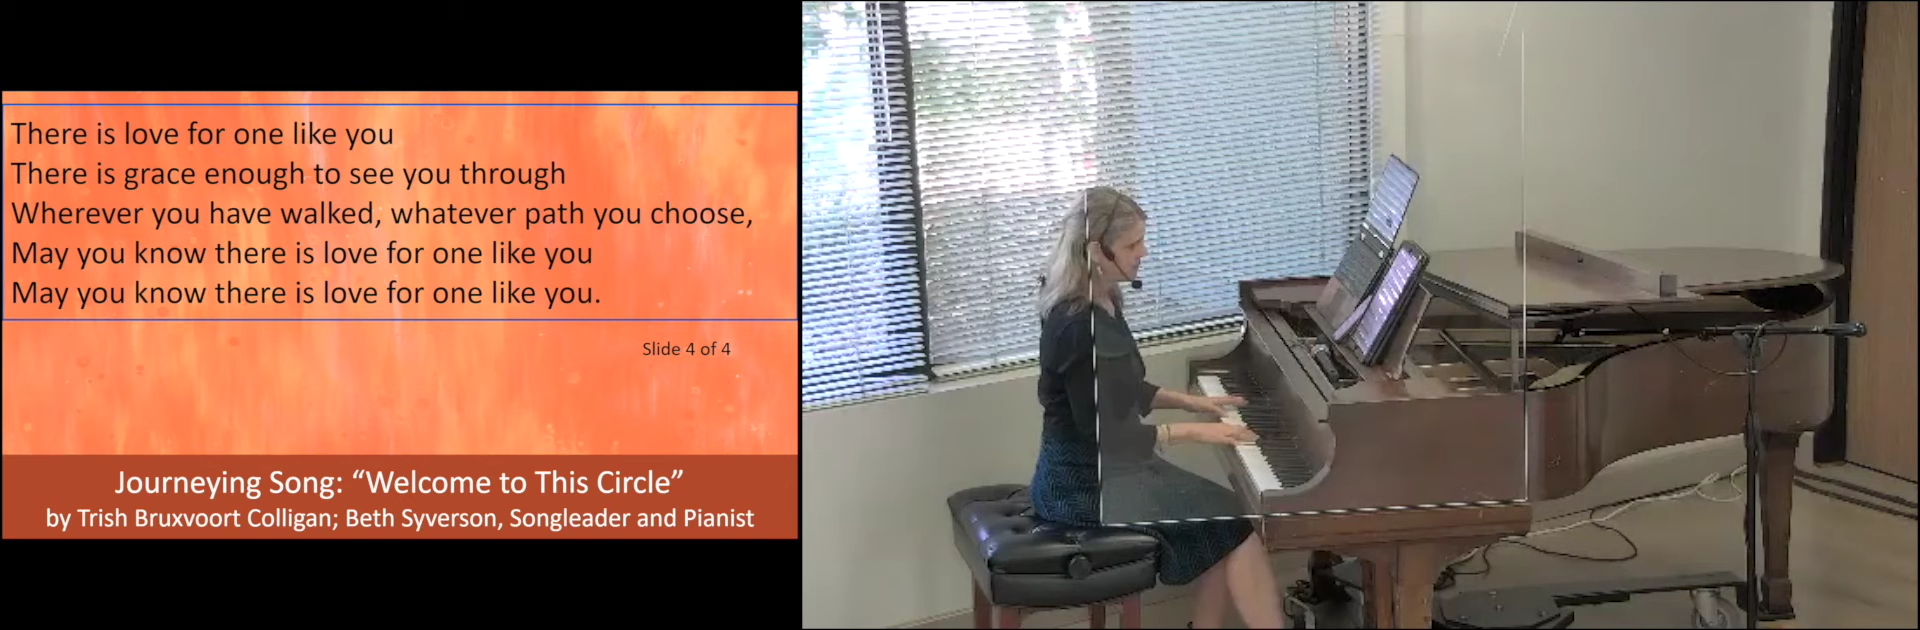 There is love for one like you
There is grace enough to see you through
Wherever you have walked, whatever path you choose,
May you know there is love for one like you
May you know there is love for one like you.
Slide 4 of 4
Journeying Song: “Welcome to This Circle”
by Trish Bruxvoort Colligan; Beth Syverson, Songleader and Pianist